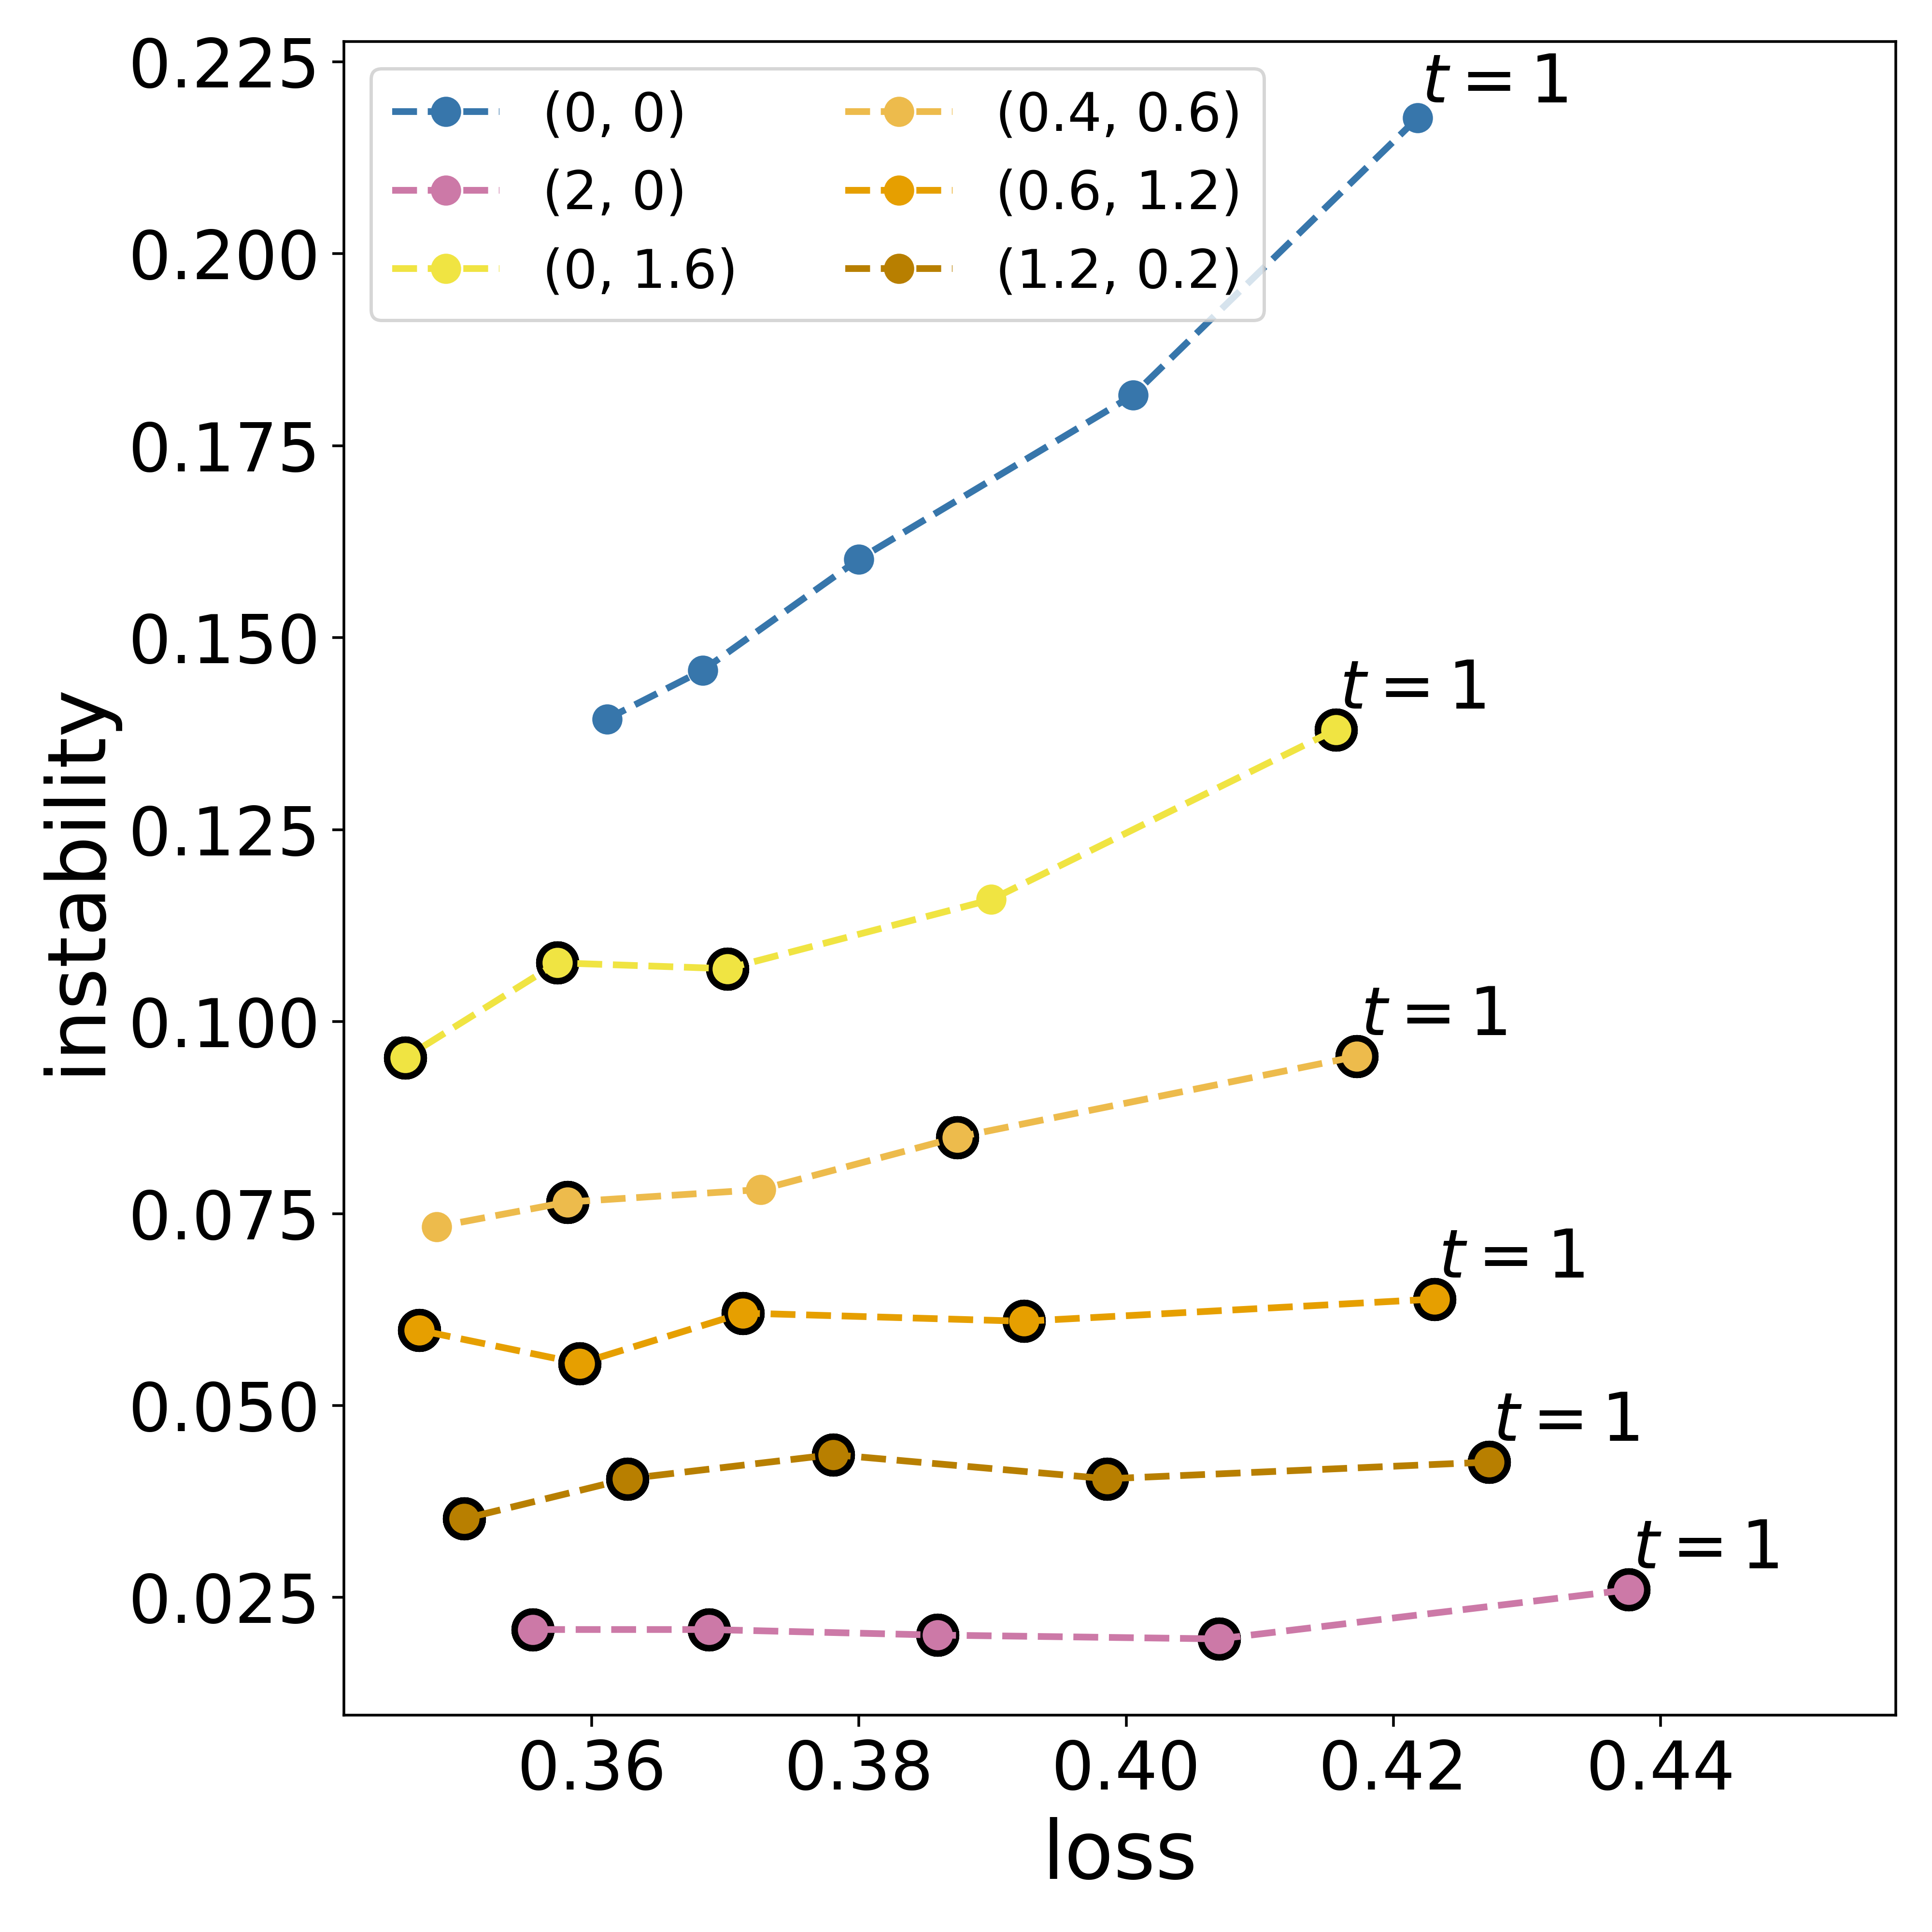 0.225
0.200
0.175
0.150
0.125
0.100
0.075
0.050
0.025
instability
(0, 0)
(2, 0)
(0, 1.6)
(0.4, 0.6)
(0.6, 1.2)
(1.2, 0.2)
t = 1
t = 1
t = 1
t = 1
t = 1
t = 1
0.36 0.38 0.40 0.42 0.44
loss